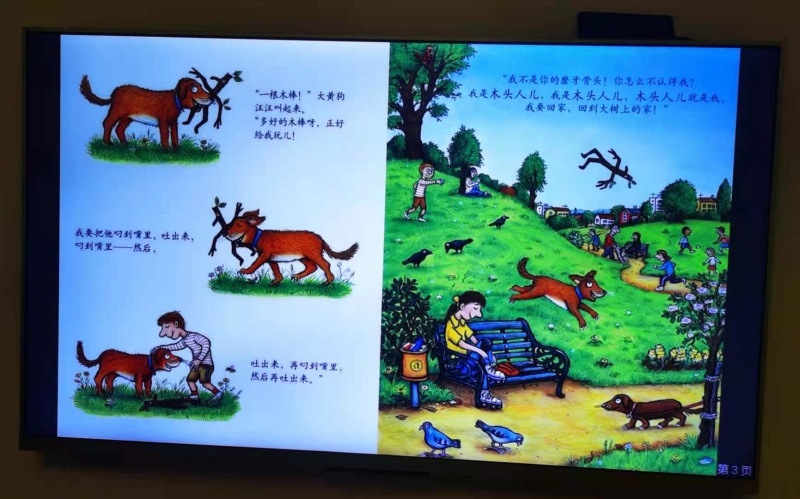 “一根木棒！”大黄狗
汪汪叫起来。
“多好的木棒呀，正好
给我玩儿！
我要把他叼到嘴里，吐出来，
叼到嘴里——然后，
吐出来，再叼到嘴里，
然后再吐出来。”
“我不是你的磨牙骨头！你怎么不认得我？
我是木头人儿，我是木头人儿，木头人儿就是我。
我要回家，回到大树上的家！”
第 3 页